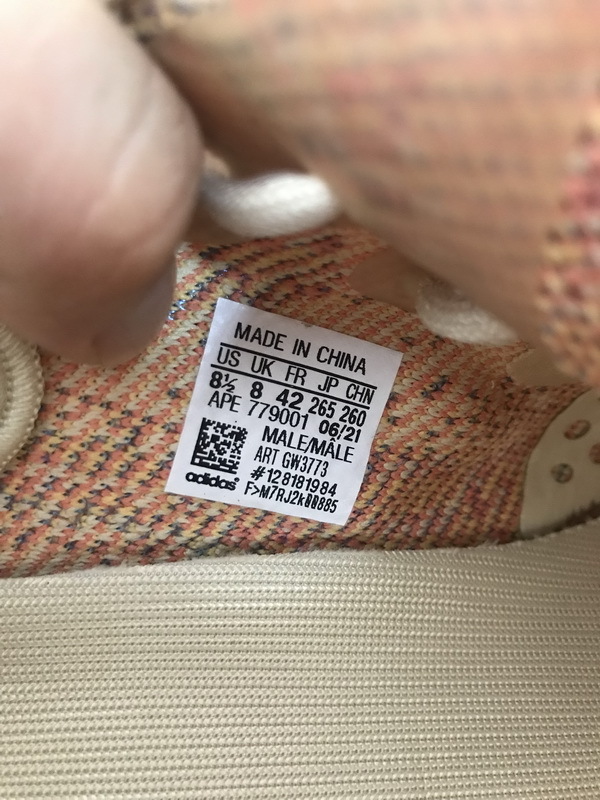 MADE IN CHINA
US UK FR JP CHN
8½ 8 42 265 260
APE 779001 06/21
MALE/MÂLE
ART GW3773
#128181984
adidas®